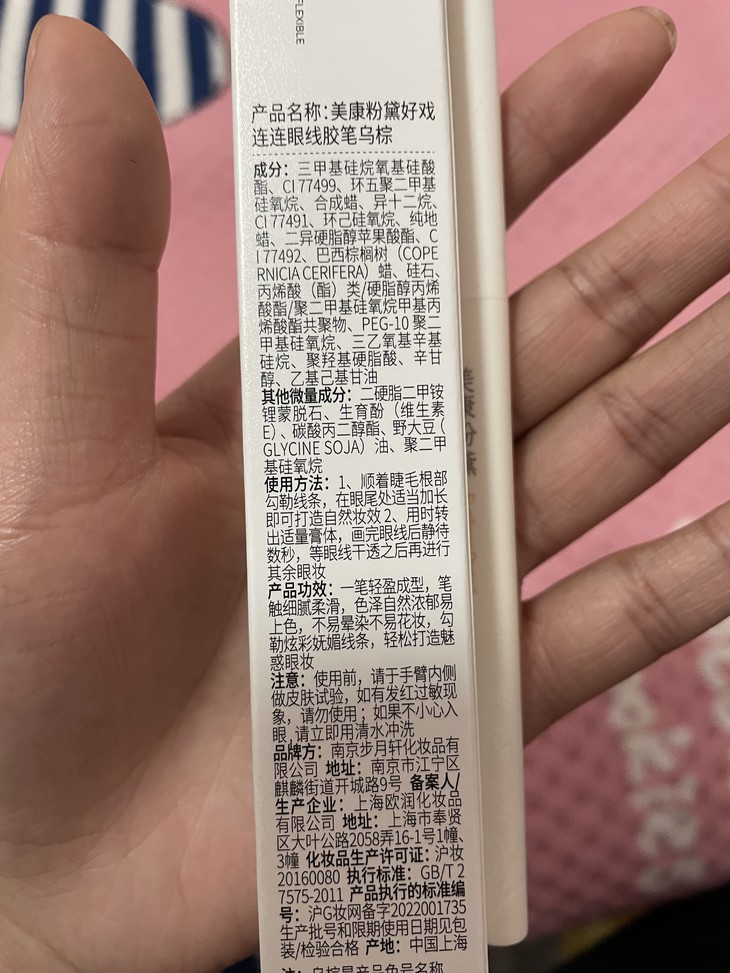 FLEXIBLE
产品名称：美康粉黛好戏
连连眼线胶笔乌棕
成分：三甲基硅烷氧基硅酸
酯、CI 77499、环五聚二甲基
硅氧烷、合成蜡、异十二烷、
CI 77491、环己硅氧烷、纯地
蜡、二异硬脂醇苹果酸酯、C
I 77492、巴西棕榈树（COPE
RNICIA CERIFERA）蜡、硅石、
丙烯酸（酯）类/硬脂醇丙烯
酸酯/聚二甲基硅氧烷甲基丙
烯酸酯共聚物、PEG-10 聚二
甲基硅氧烷、三乙氧基辛基
硅烷、聚羟基硬脂酸、辛甘
醇、乙基己基甘油
其他微量成分：二硬脂二甲铵
锂蒙脱石、生育酚（维生素
E）、碳酸丙二醇酯、野大豆（
GLYCINE SOJA）油、聚二甲
基硅氧烷
使用方法：1、顺着睫毛根部
勾勒线条，在眼尾处适当加长
即可打造自然妆效 2、用时转
出适量膏体，画完眼线后静待
数秒，等眼线干透之后再进行
其余眼妆
产品功效：一笔轻盈成型，笔
触细腻柔滑，色泽自然浓郁易
上色，不易晕染不易花妆，勾
勒炫彩妩媚线条，轻松打造魅
惑眼妆
注意：使用前，请于手臂内侧
做皮肤试验，如有发红过敏现
象，请勿使用；如果不小心入
眼,请立即用清水冲洗
品牌方：南京步月轩化妆品有
限公司 地址：南京市江宁区
麒麟街道开城路9号 备案人/
生产企业：上海欧润化妆品
有限公司 地址：上海市奉贤
区大叶公路2058弄16-1号1幢、
3幢 化妆品生产许可证：沪妆
20160080 执行标准：GB/T 2
7575-2011 产品执行的标准编
号：沪G妆网备字2022001735
生产批号和限期使用日期见包
装/检验合格 产地：中国上海
美康粉黛